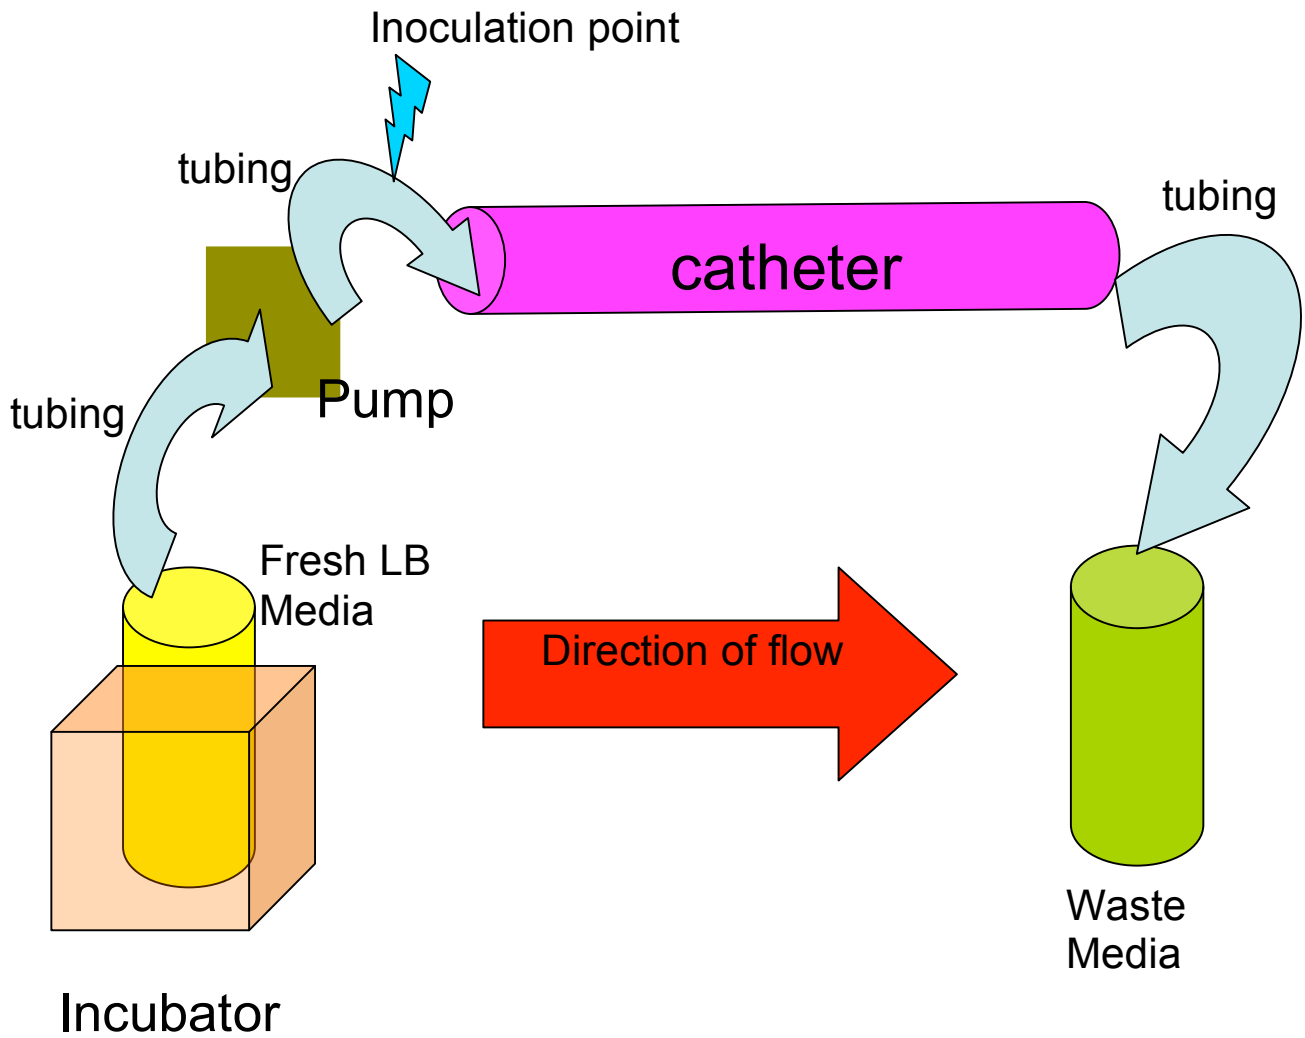 Inoculation point
tubing
tubing
catheter
Pump
tubing
Fresh LB
Media
Direction of flow
Waste
Media
Incubator